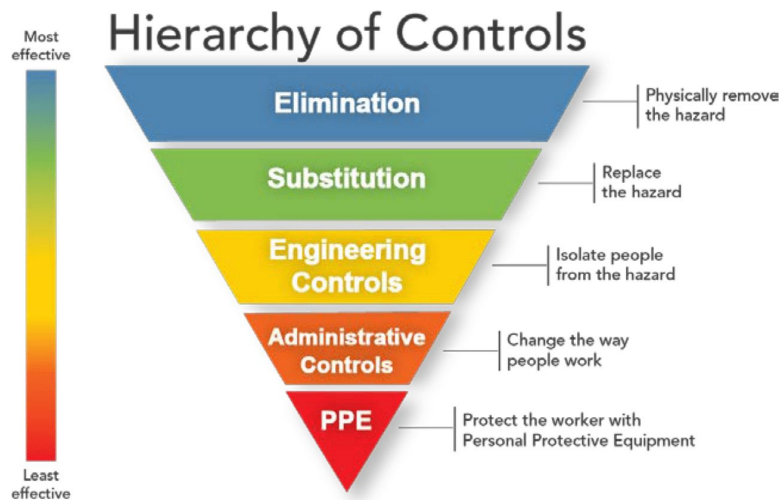 Hierarchy of Controls
Most
effective
Elimination
Physically remove
the hazard
Substitution
Replace
the hazard
Engineering
Controls
Isolate people
from the hazard
Administrative
Controls
Change the way
people work
PPE
Protect the worker with
Personal Protective Equipment
Least
effective